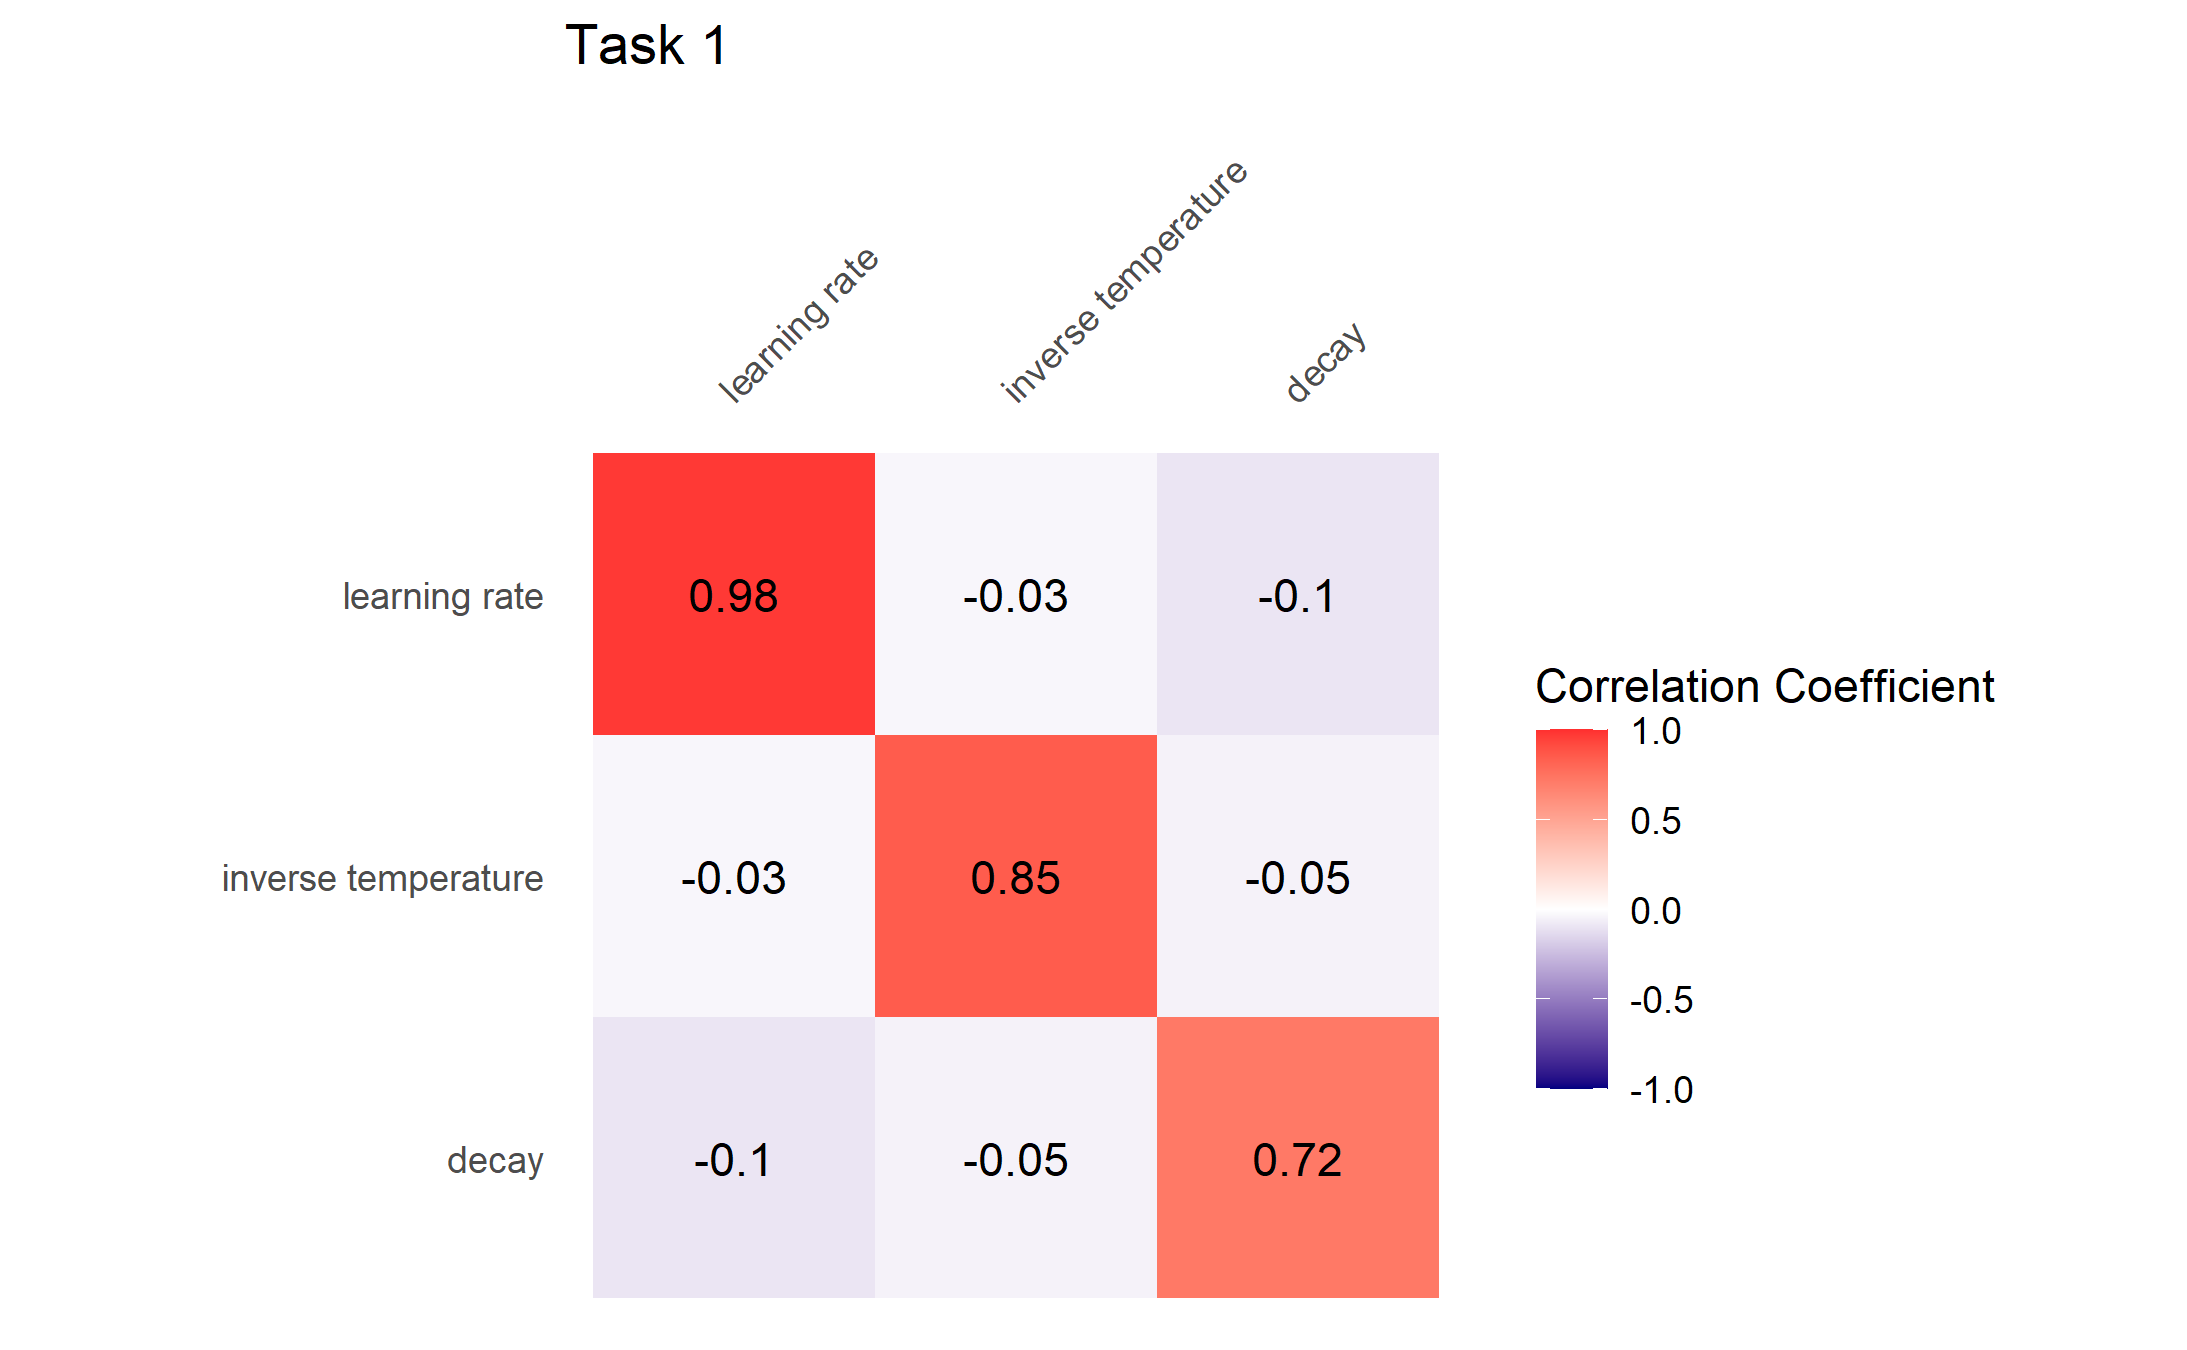 Task 1
learning rate
inverse temperature
decay
learning rate
0.98
-0.03
-0.1
inverse temperature
-0.03
0.85
-0.05
decay
-0.1
-0.05
0.72
Correlation Coefficient
1.0
0.5
0.0
-0.5
-1.0